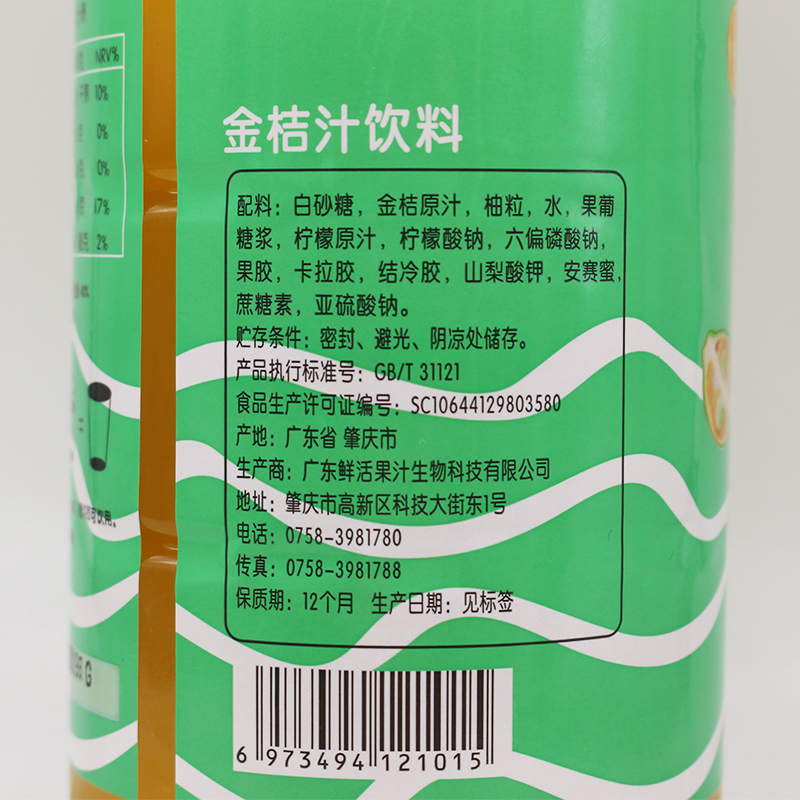 NRV%
10%
0%
0%
17%
2%
金桔汁饮料
配料：白砂糖，金桔原汁，柚粒，水，果葡
糖浆，柠檬原汁，柠檬酸钠，六偏磷酸钠，
果胶，卡拉胶，结冷胶，山梨酸钾，安赛蜜，
蔗糖素，亚硫酸钠。
贮存条件：密封、避光、阴凉处储存。
产品执行标准号：GB/T 31121
食品生产许可证编号：SC10644129803580
产地：广东省 肇庆市
生产商：广东鲜活果汁生物科技有限公司
地址：肇庆市高新区科技大街东1号
电话：0758-3981780
传真：0758-3981788
保质期：12个月 生产日期：见标签
可饮用。
G
6 973494 121015